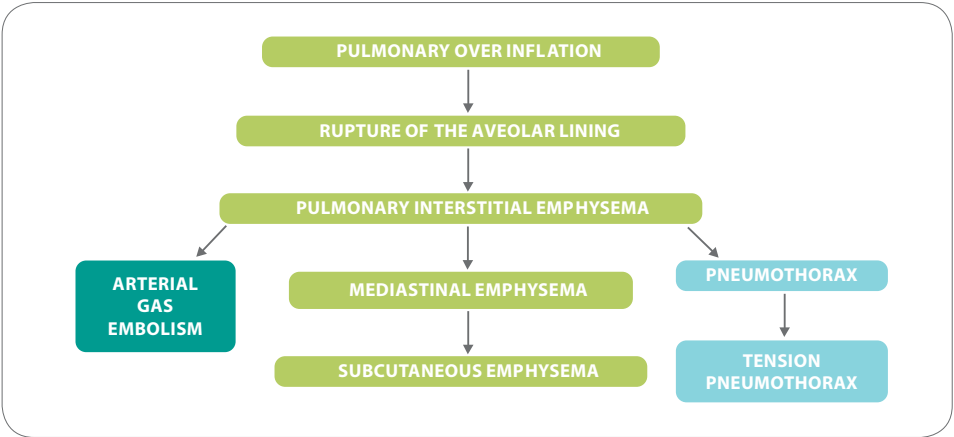 PULMONARY OVER INFLATION
RUPTURE OF THE AVEOLAR LINING
PULMONARY INTERSTITIAL EMPHYSEMA
ARTERIAL
GAS
EMBOLISM
MEDIASTINAL EMPHYSEMA
SUBCUTANEOUS EMPHYSEMA
PNEUMOTHORAX
TENSION
PNEUMOTHORAX